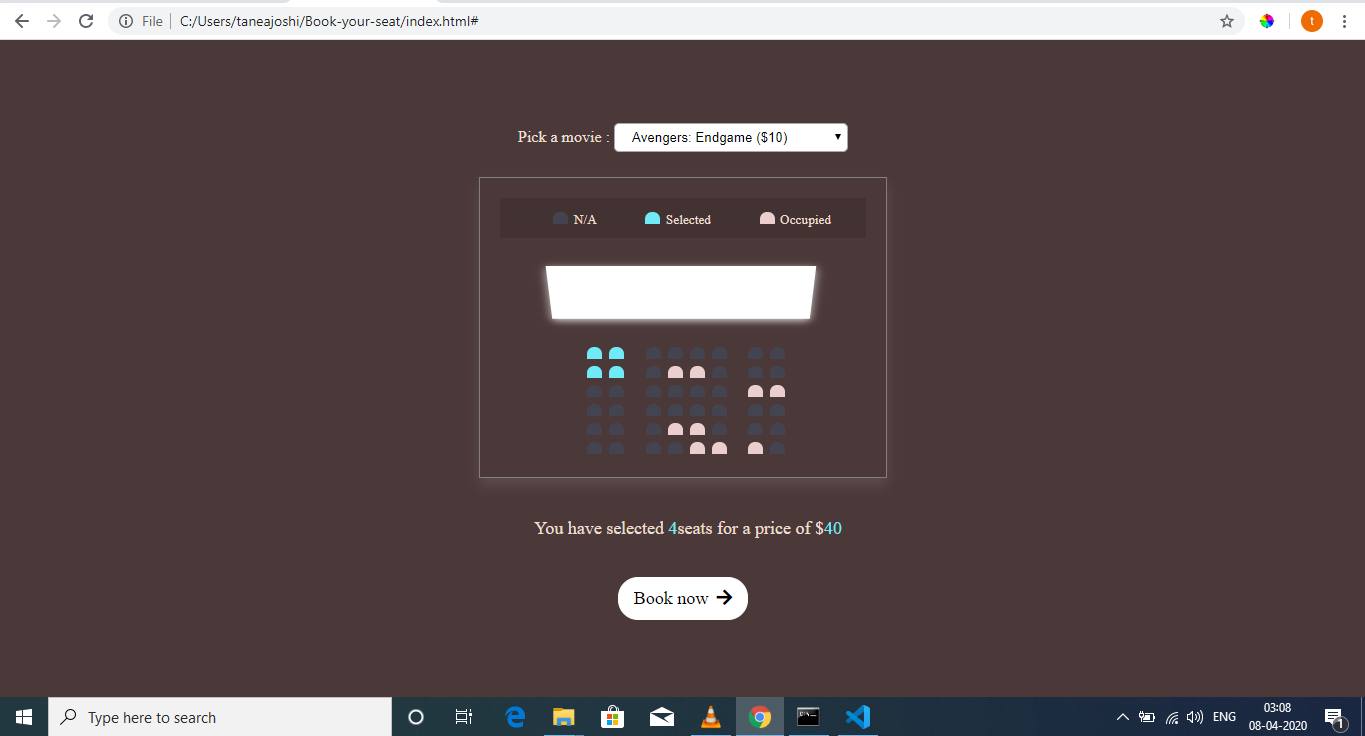 File
C:/Users/taneajoshi/Book-your-seat/index.html#
t
Pick a movie : Avengers: Endgame ($10)
N/A Selected Occupied
You have selected 4seats for a price of $40
Book now
Type here to search
ENG
03:08
08-04-2020
1